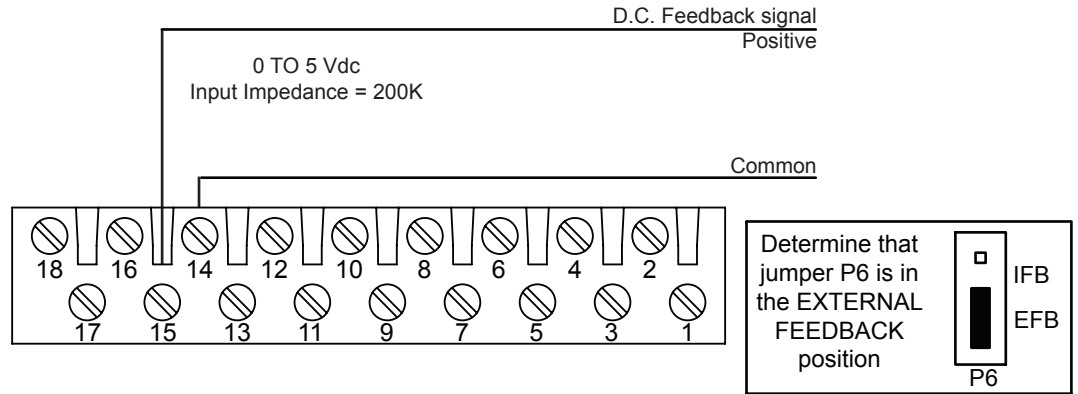 D.C. Feedback signal
Positive
0 TO 5 Vdc
Input Impedance = 200K
Common
18 16 14 12 10 8 6 4 2
17 15 13 11 9 7 5 3 1
Determine that
jumper P6 is in
the EXTERNAL
FEEDBACK
position
IFB
EFB
P6